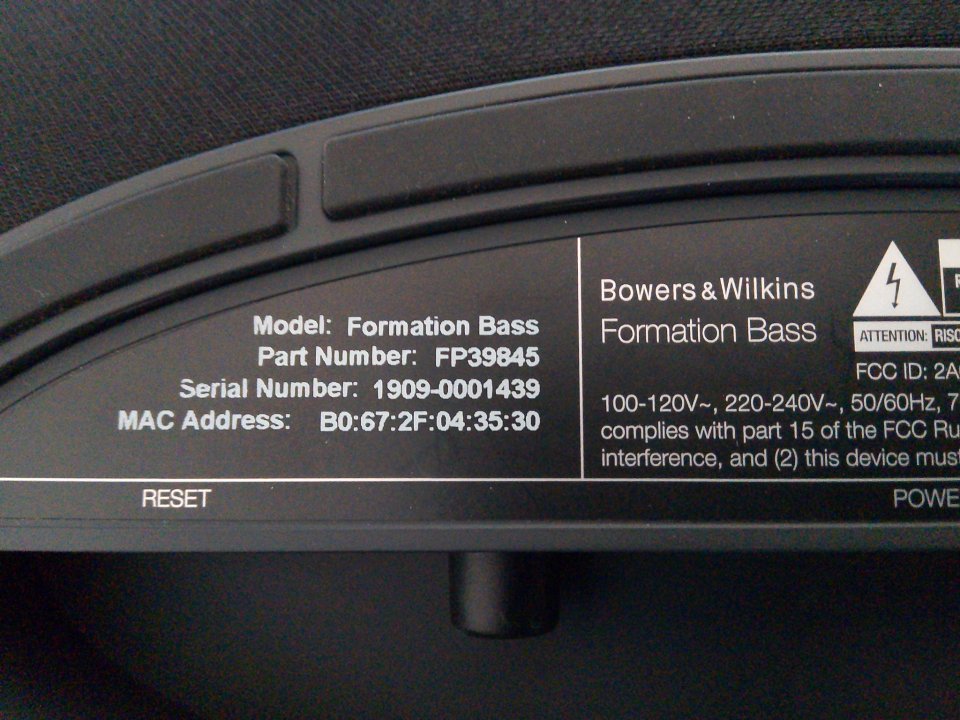 Model: Formation Bass
Part Number: FP39845
Serial Number: 1909-0001439
MAC Address: B0:67:2F:04:35:30
RESET
Bowers & Wilkins
Formation Bass
ATTENTION:
FCC ID:
100-120V~, 220-240V~, 50/60Hz,
complies with part 15 of the FCC
interference, and (2) this device must